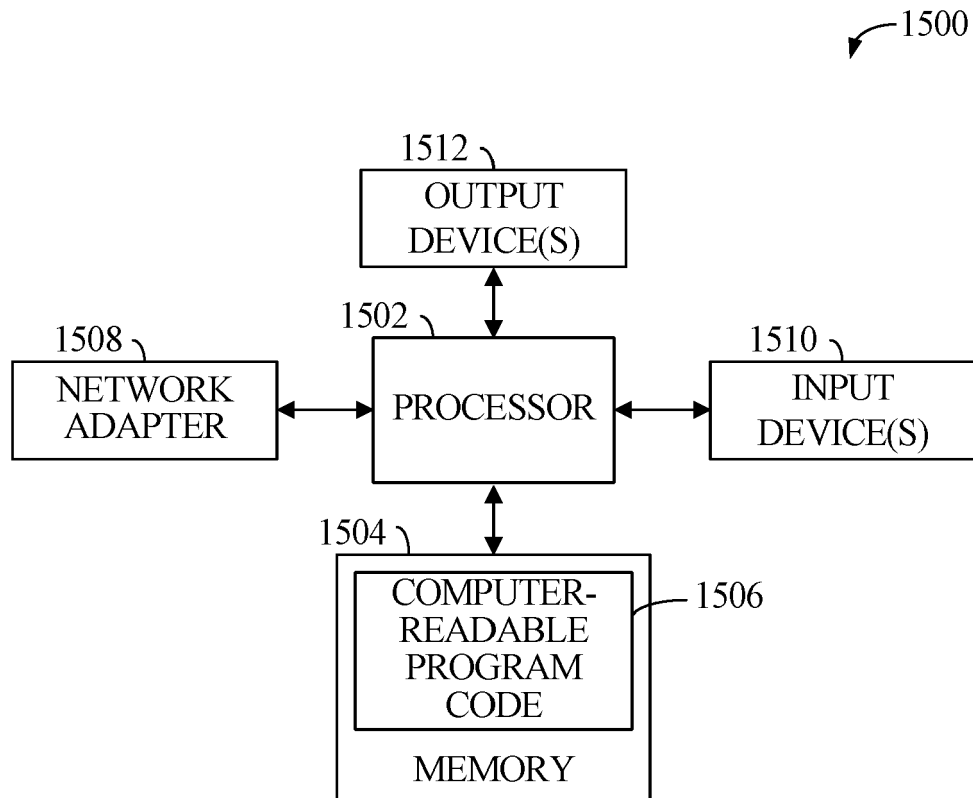 1500
1512
OUTPUT
DEVICE(S)
1502
1508
1510
NETWORK
ADAPTER
PROCESSOR
INPUT
DEVICE(S)
1504
COMPUTER-
READABLE
PROGRAM
CODE
1506
MEMORY